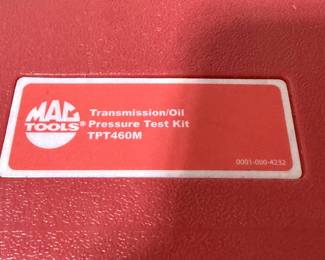 MAC
TOOLS®
Transmission/Oil
Pressure Test Kit
TPT460M
0001-000-4232